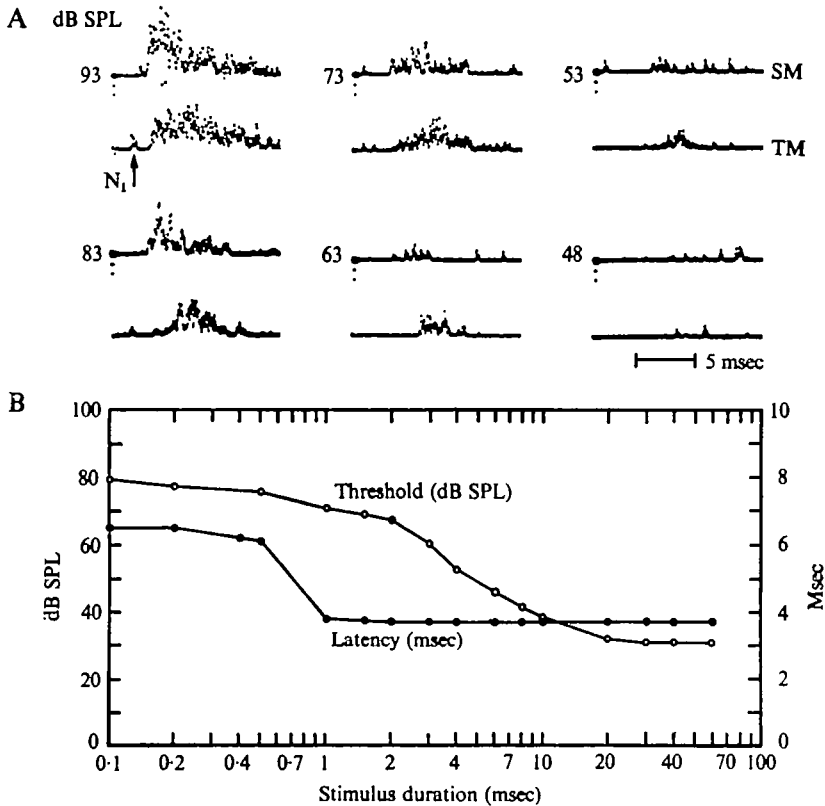 A dB SPL
93 73 53 SM
TM
N1
83 63 48
5 msec
B
100 10
80 8
Threshold (dB SPL)
60 6
dB SPL Msec
40 4
Latency (msec)
20 2
0 0
0·1 0·2 0·4 0·7 1 2 4 7 10 20 40 70 100
Stimulus duration (msec)